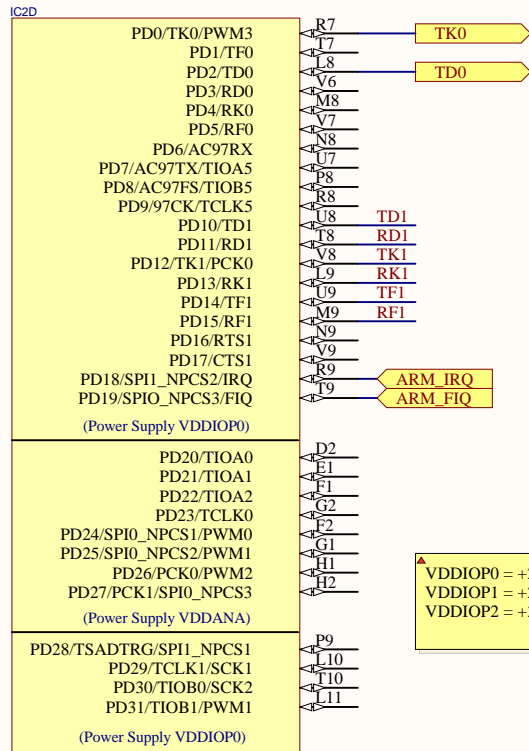 IC2D
PD0/TK0/PWM3 R7 TK0
PD1/TF0 T7
PD2/TD0 L8 TD0
PD3/RD0 V6
PD4/RK0 M8
PD5/RF0 V7
PD6/AC97RX N8
PD7/AC97TX/TIOA5 U7
PD8/AC97FS/TIOB5 P8
PD9/97CK/TCLK5 R8
PD10/TD1 U8 TD1
PD11/RD1 T8 RD1
PD12/TK1/PCK0 V8 TK1
PD13/RK1 L9 RK1
PD14/TF1 U9 TF1
PD15/RF1 M9 RF1
PD16/RTS1 N9
PD17/CTS1 V9
PD18/SPI1_NPCS2/IRQ R9 ARM_IRQ
PD19/SPIO_NPCS3/FIQ T9 ARM_FIQ
(Power Supply VDDIOP0)
PD20/TIOA0 D2
PD21/TIOA1 E1
PD22/TIOA2 F1
PD23/TCLK0 G2
PD24/SPI0_NPCS1/PWM0 F2
PD25/SPI0_NPCS2/PWM1 G1
PD26/PCK0/PWM2 H1
PD27/PCK1/SPI0_NPCS3 H2
(Power Supply VDDANA)
VDDIOP0 = +
VDDIOP1 = +
VDDIOP2 = +
PD28/TSADTRG/SPI1_NPCS1 P9
PD29/TCLK1/SCK1 L10
PD30/TIOB0/SCK2 T10
PD31/TIOB1/PWM1 L11
(Power Supply VDDIOP0)